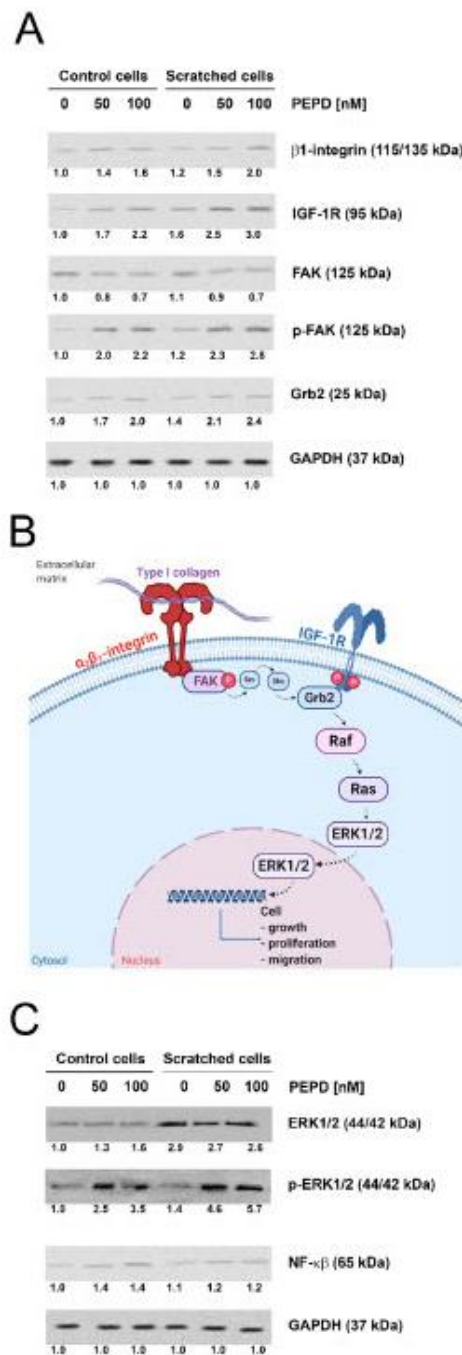 A
Control cells Scratched cells
0 50 100 0 50 100 PEPD [nM]
β1-integrin (115/135 kDa)
1.0 1.4 1.6 1.2 1.5 2.0
IGF-1R (95 kDa)
1.0 1.7 2.2 1.6 2.5 3.0
FAK (125 kDa)
1.0 0.8 0.7 1.1 0.9 0.7
p-FAK (125 kDa)
1.0 2.0 2.2 1.2 2.3
Grb2 (25 kDa)
1.0 1.7 2.0 1.4 2.1 2.4
GAPDH (37 kDa)
1.0 1.0 1.0 1.0 1.0 1.0
B
Extracellular
matrix
Type I collagen
α₂β₁-integrin
IGF-1R
FAK
P
Grb2
P
P
Raf
Ras
ERK1/2
ERK1/2
Cell
- growth
- proliferation
- migration
Cytosol
Nucleus
C
Control cells Scratched cells
0 50 100 0 50 100 PEPD [nM]
ERK1/2 (44/42 kDa)
1.0 1.3 1.6 2.7
p-ERK1/2 (44/42 kDa)
1.0 2.5 3.5 1.4 4.6 5.7
NF-κβ (65 kDa)
1.0 1.4 1.4 1.1 1.2 1.2
GAPDH (37 kDa)
1.0 1.0 1.0 1.0 1.0 1.0